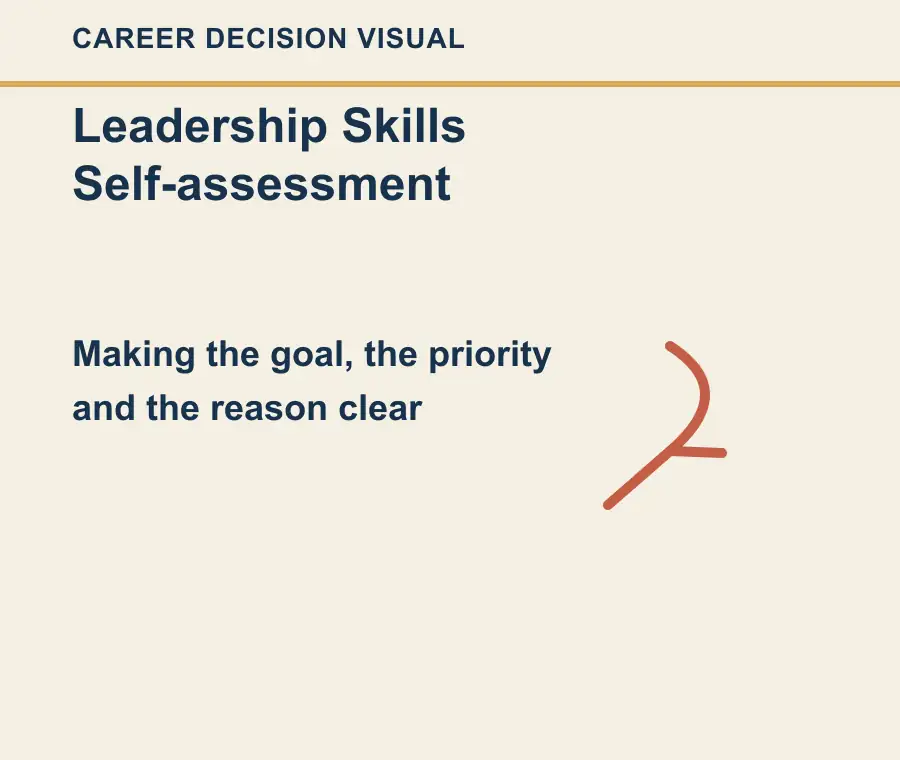 CAREER DECISION VISUAL
Leadership Skills
Self-assessment
Making the goal, the priority
and the reason clear